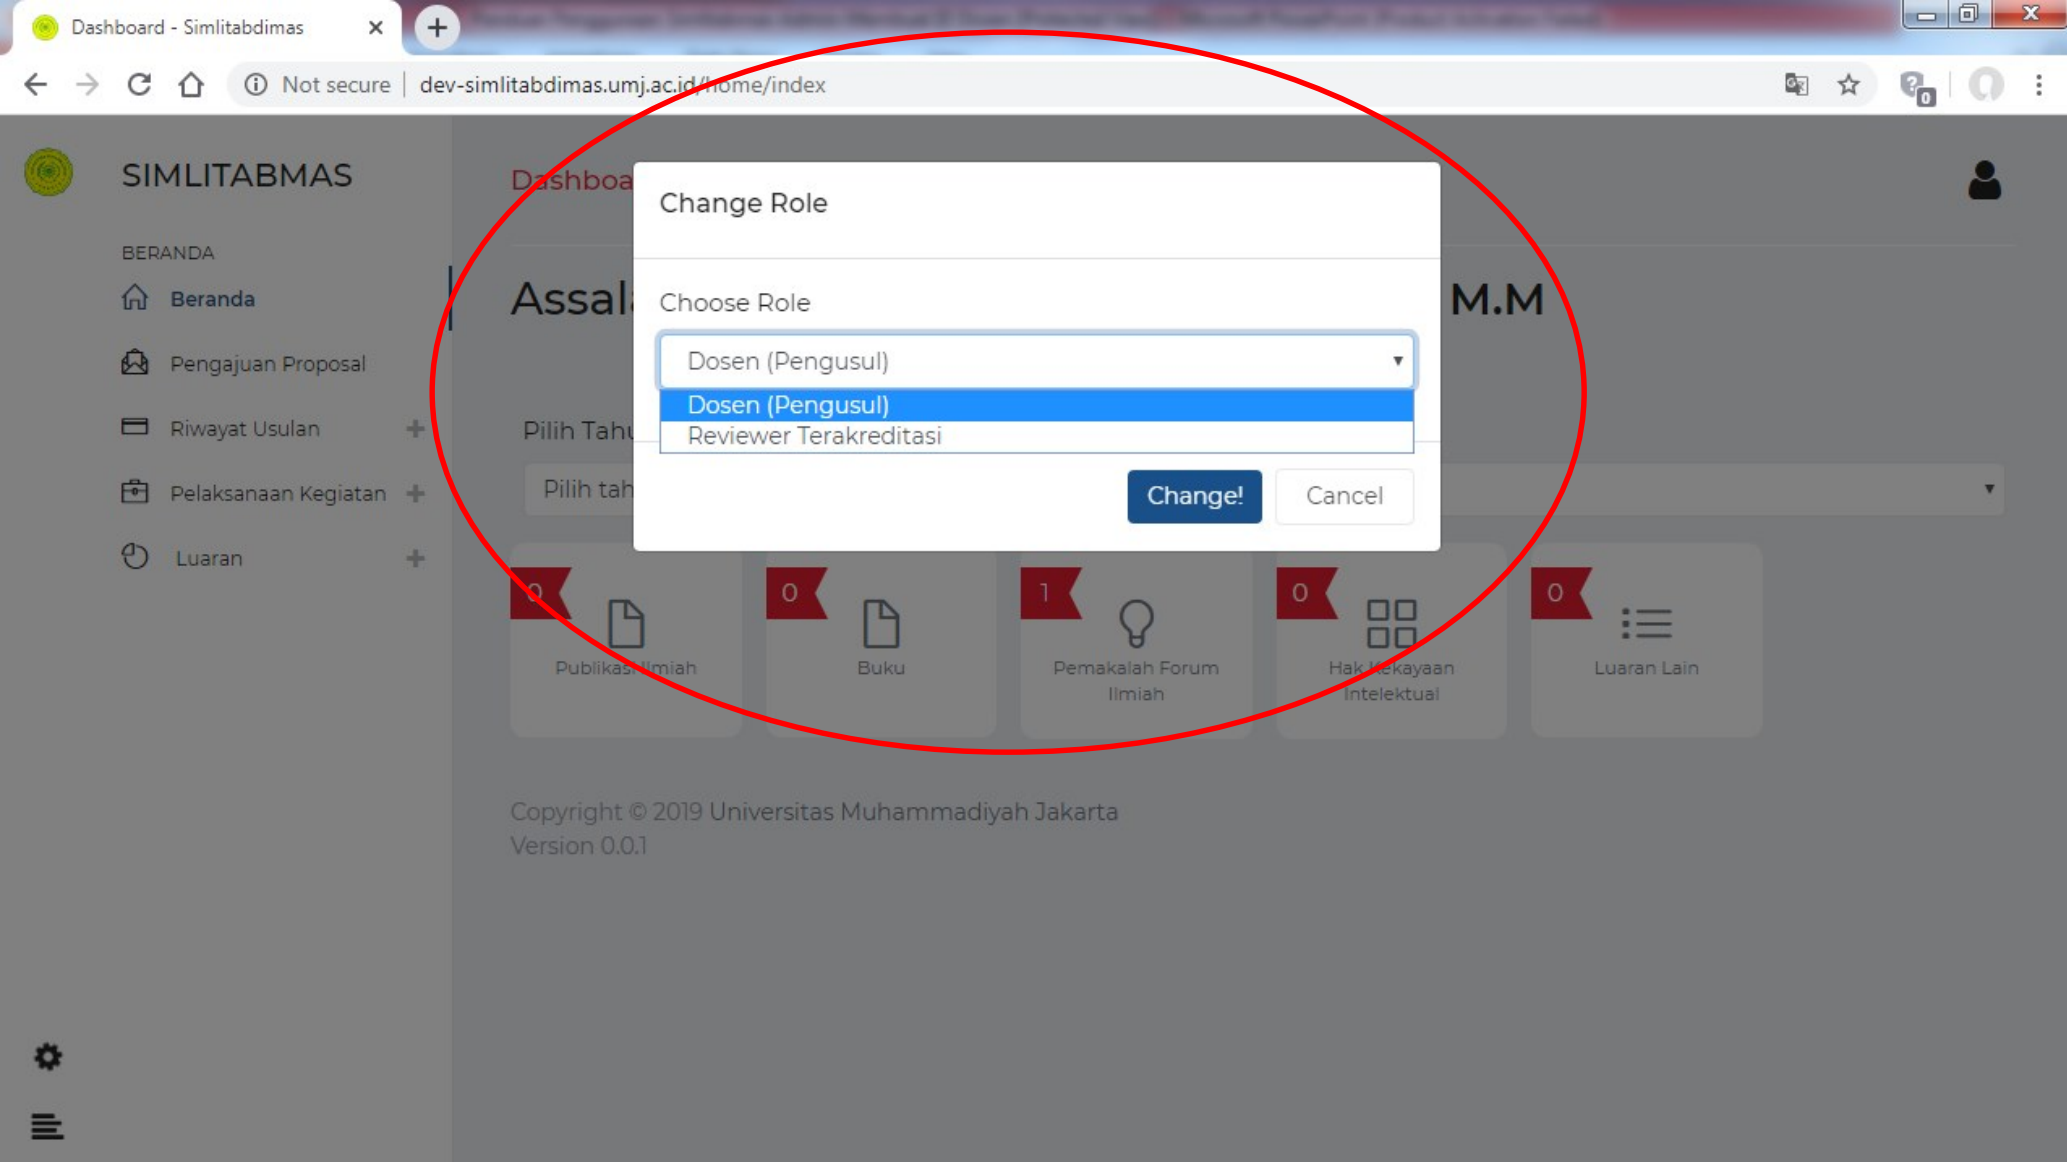 Dashboard - Simlitabdimas
Not secure | dev-simlitabdimas.umj.ac.id/home/index
0
SIMLITABMAS
BERANDA
Beranda
Pengajuan Proposal
Riwayat Usulan
Pelaksanaan Kegiatan
Luaran
Dashboa
Assala
M.M
Change Role
Choose Role
Dosen (Pengusul)
Dosen (Pengusul)
Reviewer Terakreditasi
Change!
Cancel
Pilih Tahu
Pilih tah
0
Publikasi Ilmiah
0
Buku
1
Pemakalah Forum
Ilmiah
0
Hak Kekayaan
Intelektual
0
Luaran Lain
Copyright © 2019 Universitas Muhammadiyah Jakarta
Version 0.0.1